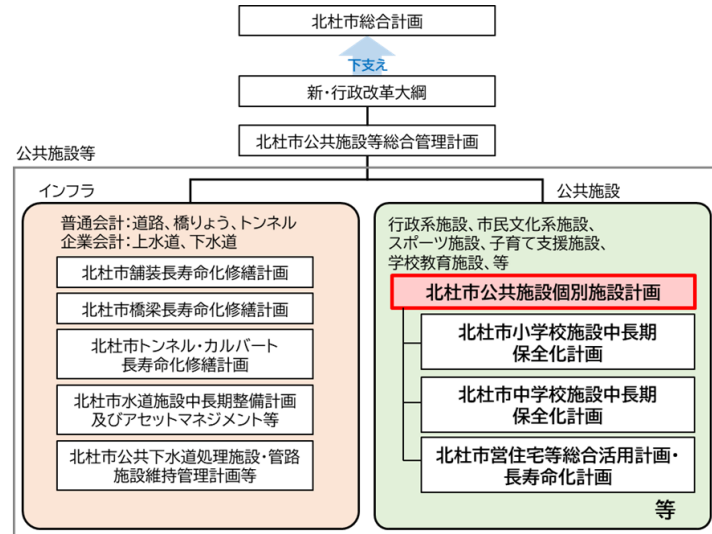 北杜市総合計画
下支え
新・行政改革大綱
北杜市公共施設等総合管理計画
公共施設等
インフラ
普通会計：道路、橋りょう、トンネル
企業会計：上水道、下水道
北杜市舗装長寿命化修繕計画
北杜市橋梁長寿命化修繕計画
北杜市トンネル・カルバート
長寿命化修繕計画
北杜市水道施設中長期整備計画
及びアセットマネジメント等
北杜市公共下水道処理施設・管路
施設維持管理計画等
公共施設
行政系施設、市民文化系施設、
スポーツ施設、子育て支援施設、
学校教育施設、等
北杜市公共施設個別施設計画
北杜市小学校施設中長期
保全化計画
北杜市中学校施設中長期
保全化計画
北杜市営住宅等総合活用計画・
長寿命化計画
等